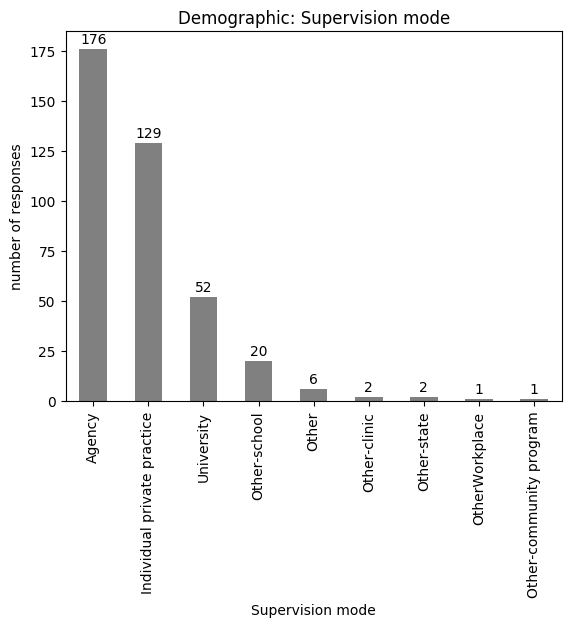 Demographic: Supervision mode
number of responses
175
150
125
100
75
50
25
0
176
129
52
20
6
2
2
1
1
Agency
Individual private practice
University
Other-school
Other
Other-clinic
Other-state
OtherWorkplace
Other-community program
Supervision mode